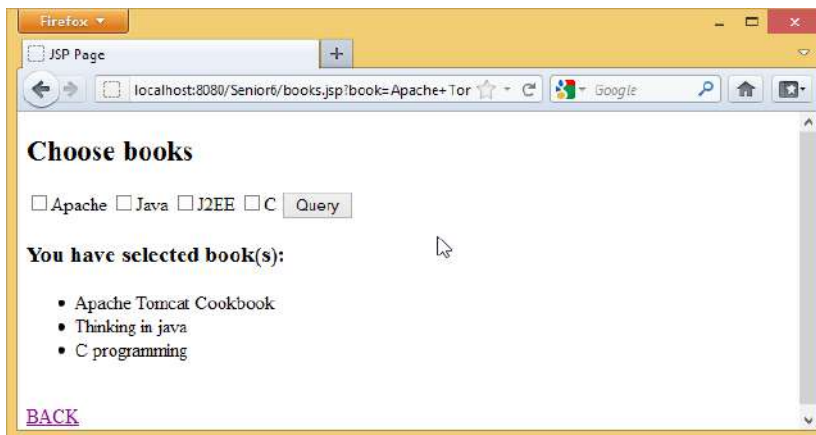 Firefox
JSP Page
localhost:8080/Senior6/books.jsp?book=Apache+Tor
Google
Choose books
Apache Java J2EE C Query
You have selected book(s):
Apache Tomcat Cookbook
Thinking in java
C programming
BACK